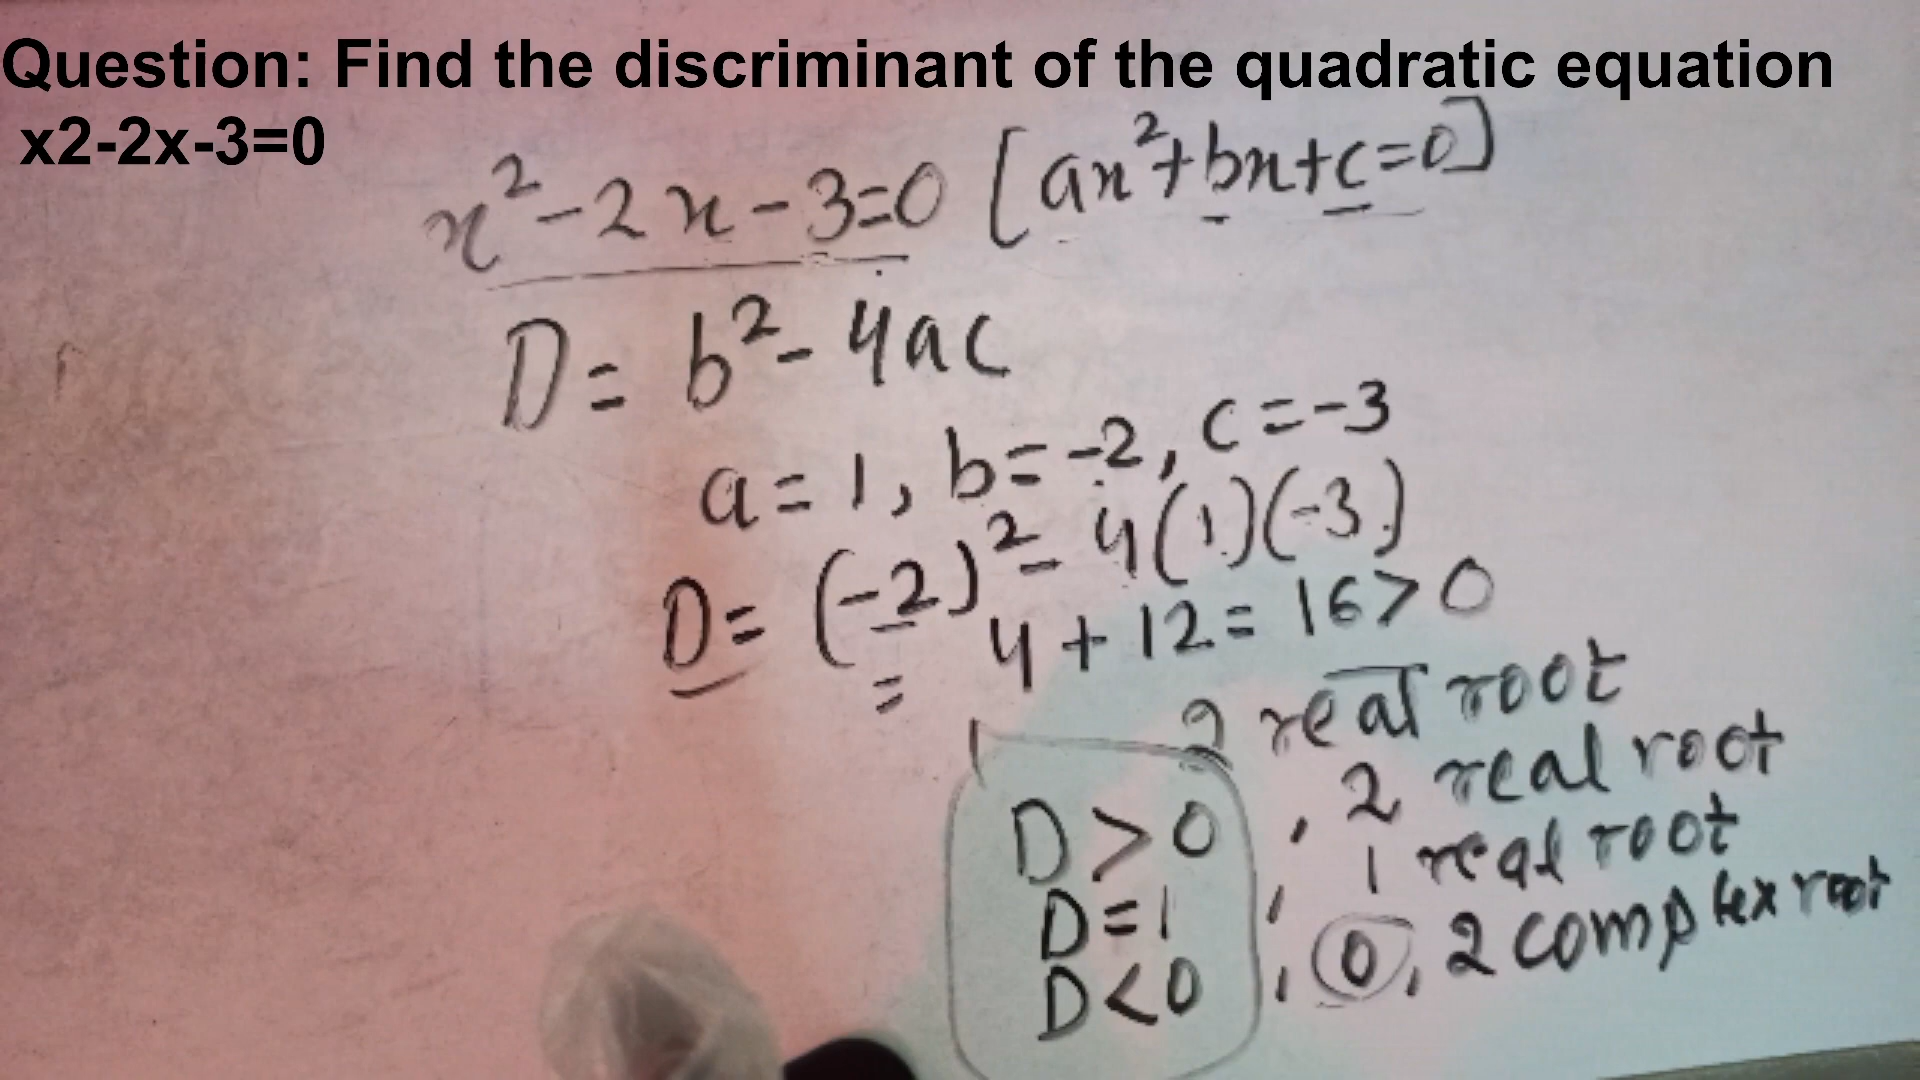 Question: Find the discriminant of the quadratic equation
x2-2x-3=0
x²-2x-3=0 [ax²+bx+c=0]
D= b²-4ac
a=1, b=-2, c=-3
D= (-2)²-4(1)(-3)
= 4+12=16>0
2 real root
D>0, 2 real root
D=1, 1 real root
D<0, 0, 2 complex root